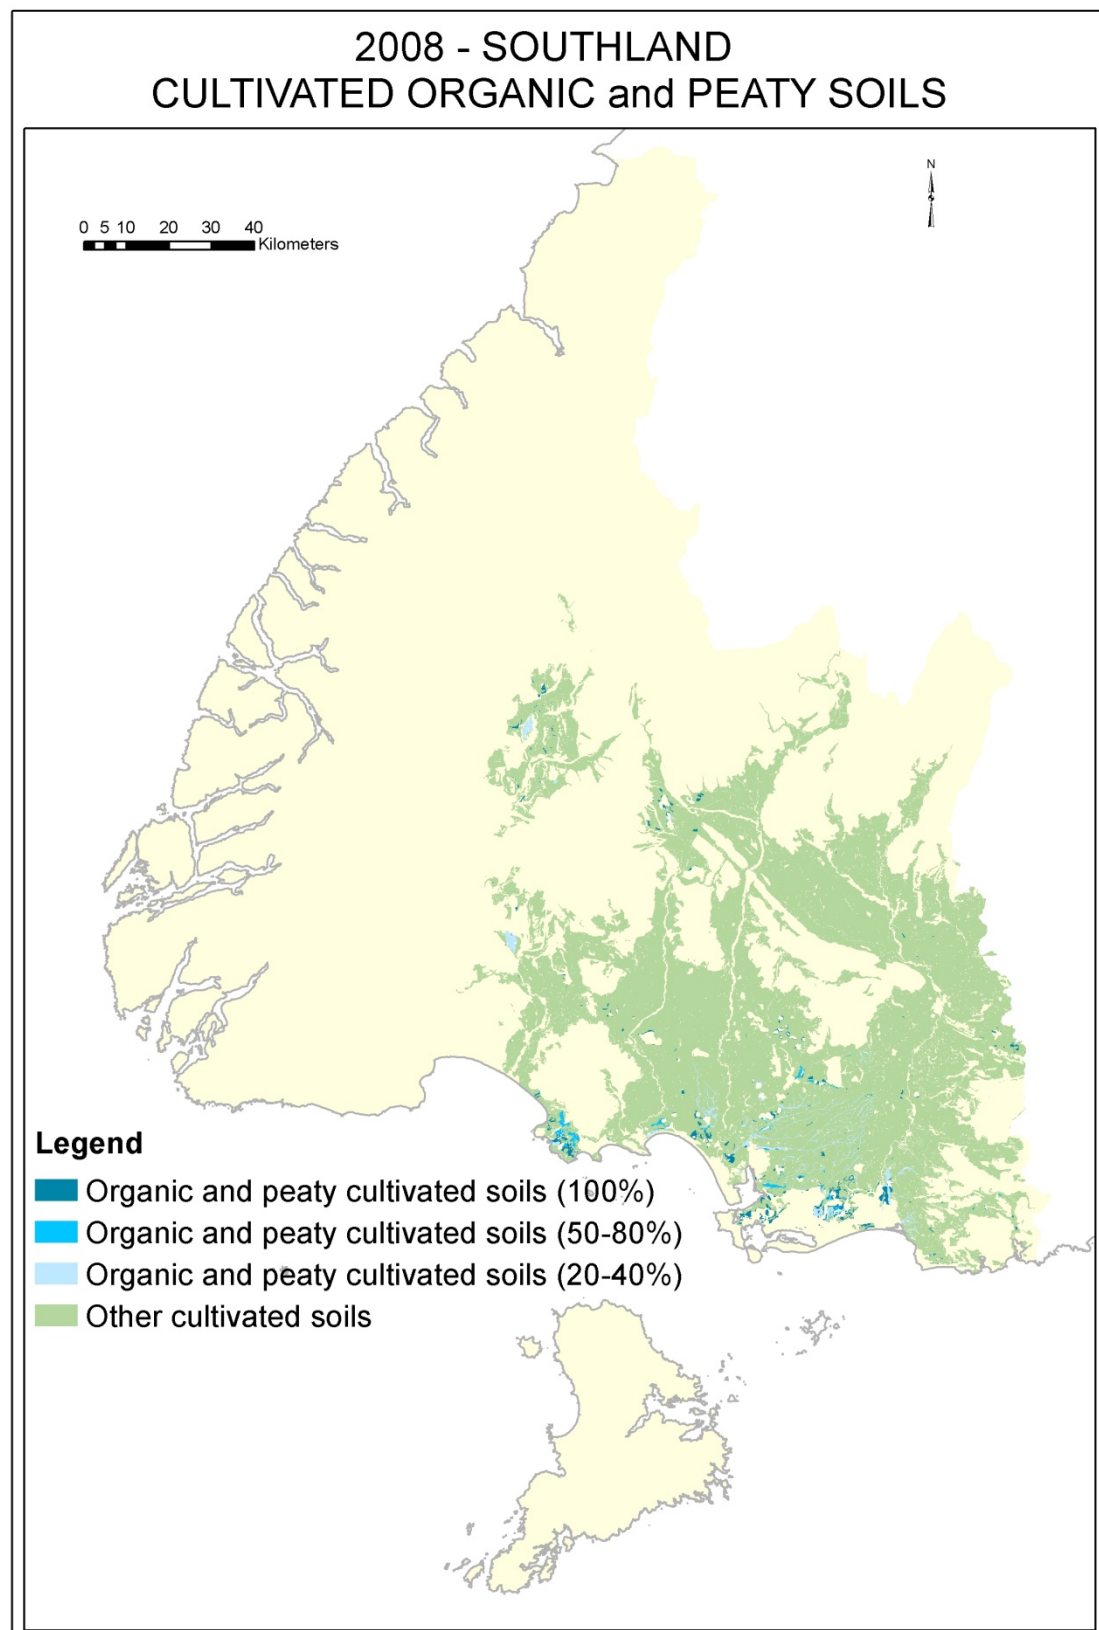 2008 - SOUTHLAND
CULTIVATED ORGANIC and PEATY SOILS
N
0 5 10 20 30 40
Kilometers
Legend
Organic and peaty cultivated soils (100%)
Organic and peaty cultivated soils (50-80%)
Organic and peaty cultivated soils (20-40%)
Other cultivated soils